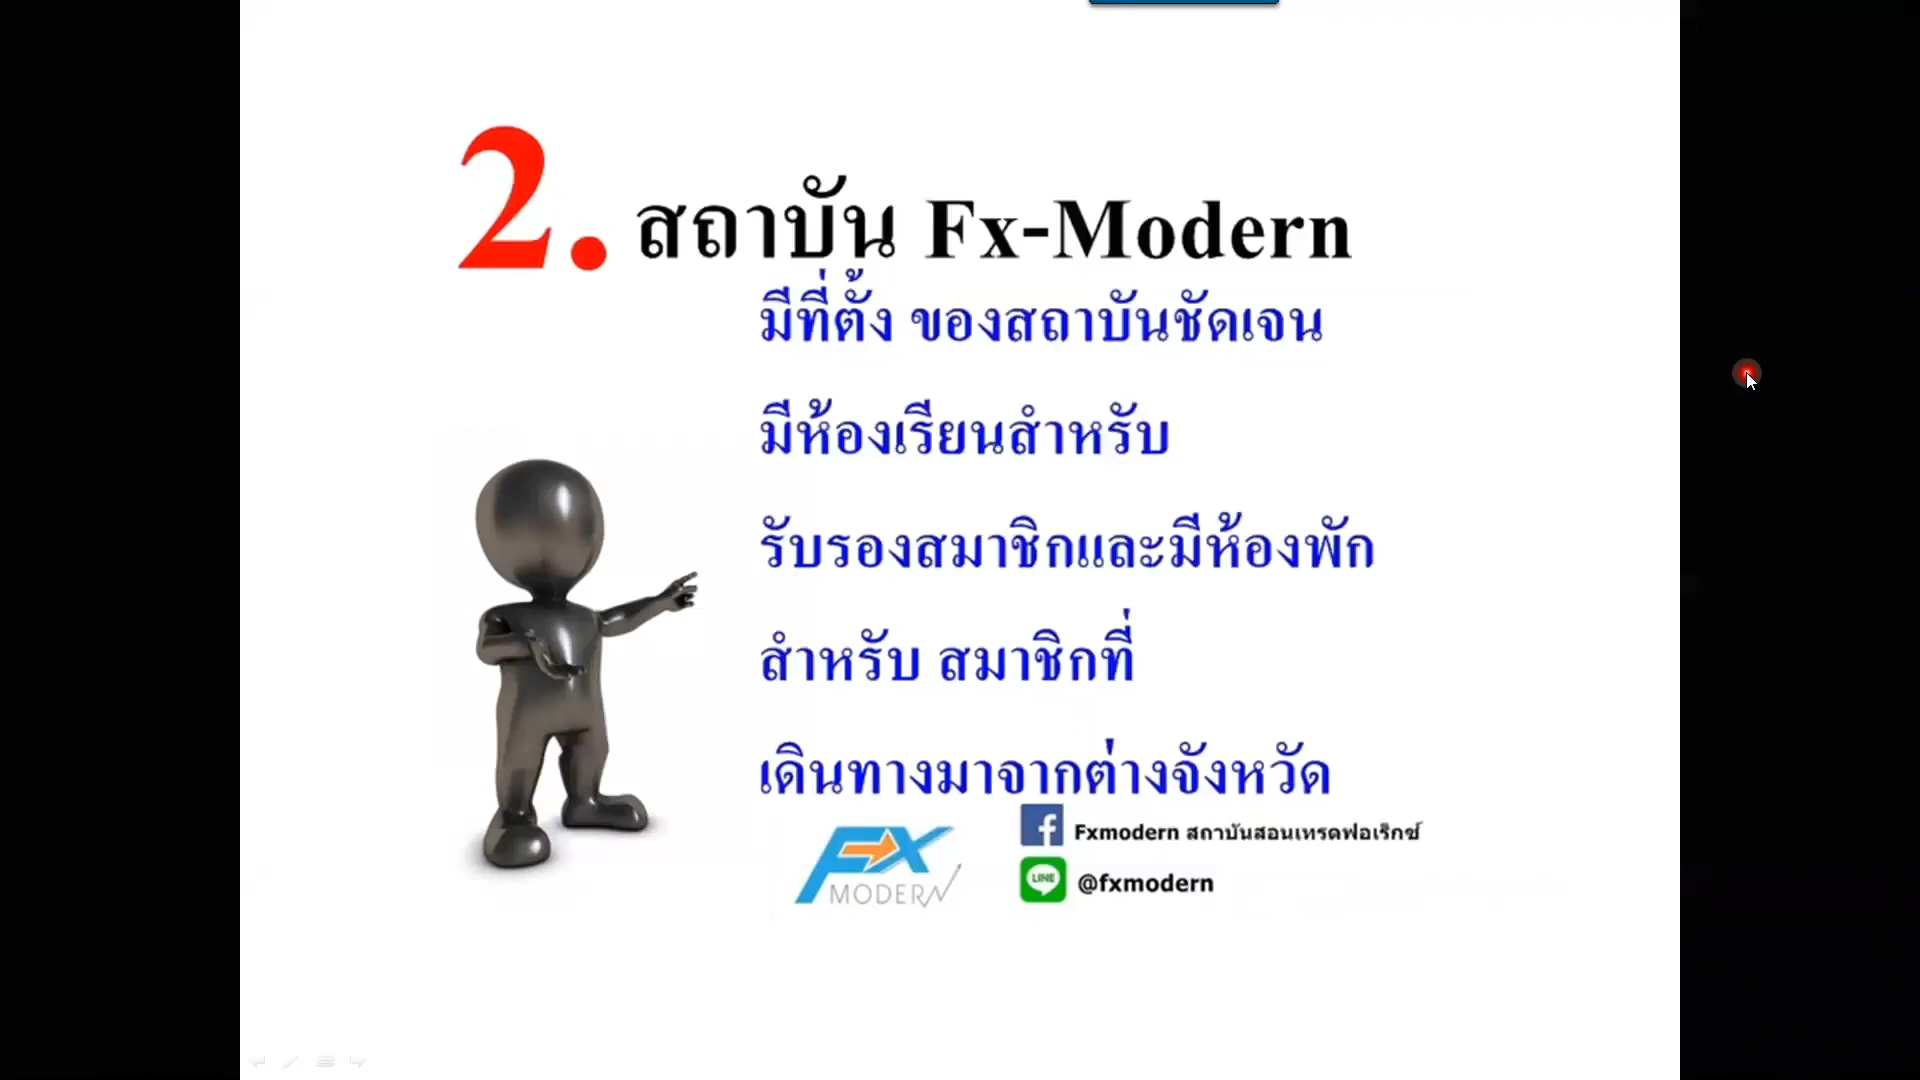 2. สถาบัน Fx-Modern
มีที่ตั้ง ของสถาบันชัดเจน
มีห้องเรียนสำหรับ
รับรองสมาชิกและมีห้องพัก
สำหรับ สมาชิกที่
เดินทางมาจากต่างจังหวัด
FX
MODERN
f Fxmodern สถาบันสอนเทรดฟอเร็กซ์
LINE @fxmodern